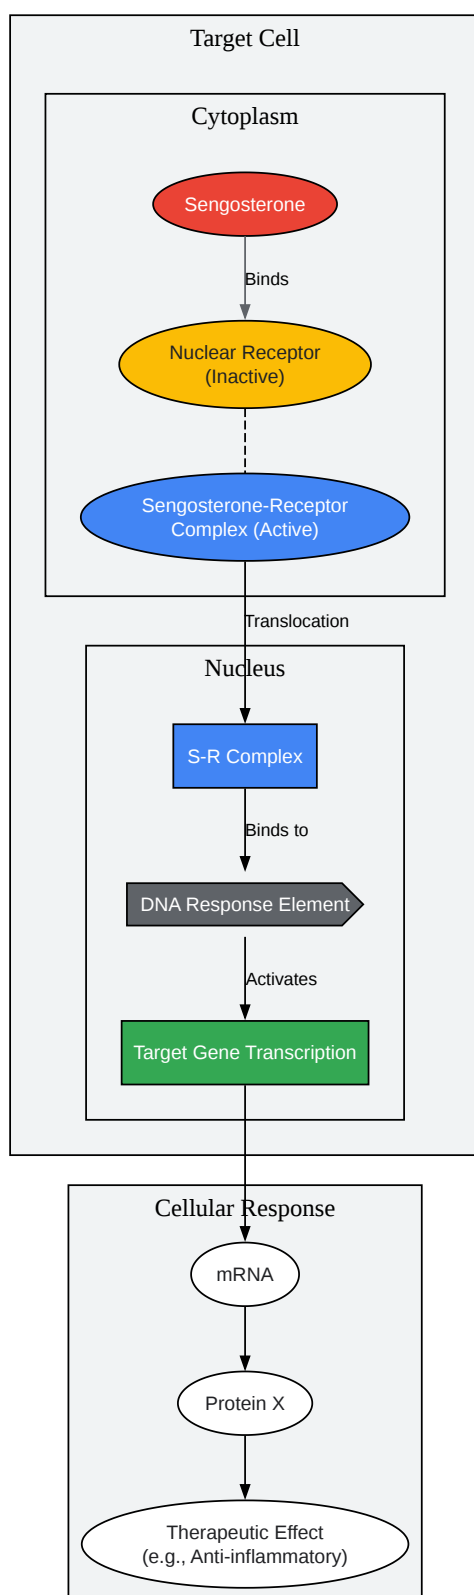 Target Cell
Cytoplasm
Sengosterone
Binds
Nuclear Receptor
(Inactive)
Sengosterone-Receptor
Complex (Active)
Translocation
Nucleus
S-R Complex
Binds to
DNA Response Element
Activates
Target Gene Transcription
Cellular Response
mRNA
Protein X
Therapeutic Effect
(e.g., Anti-inflammatory)